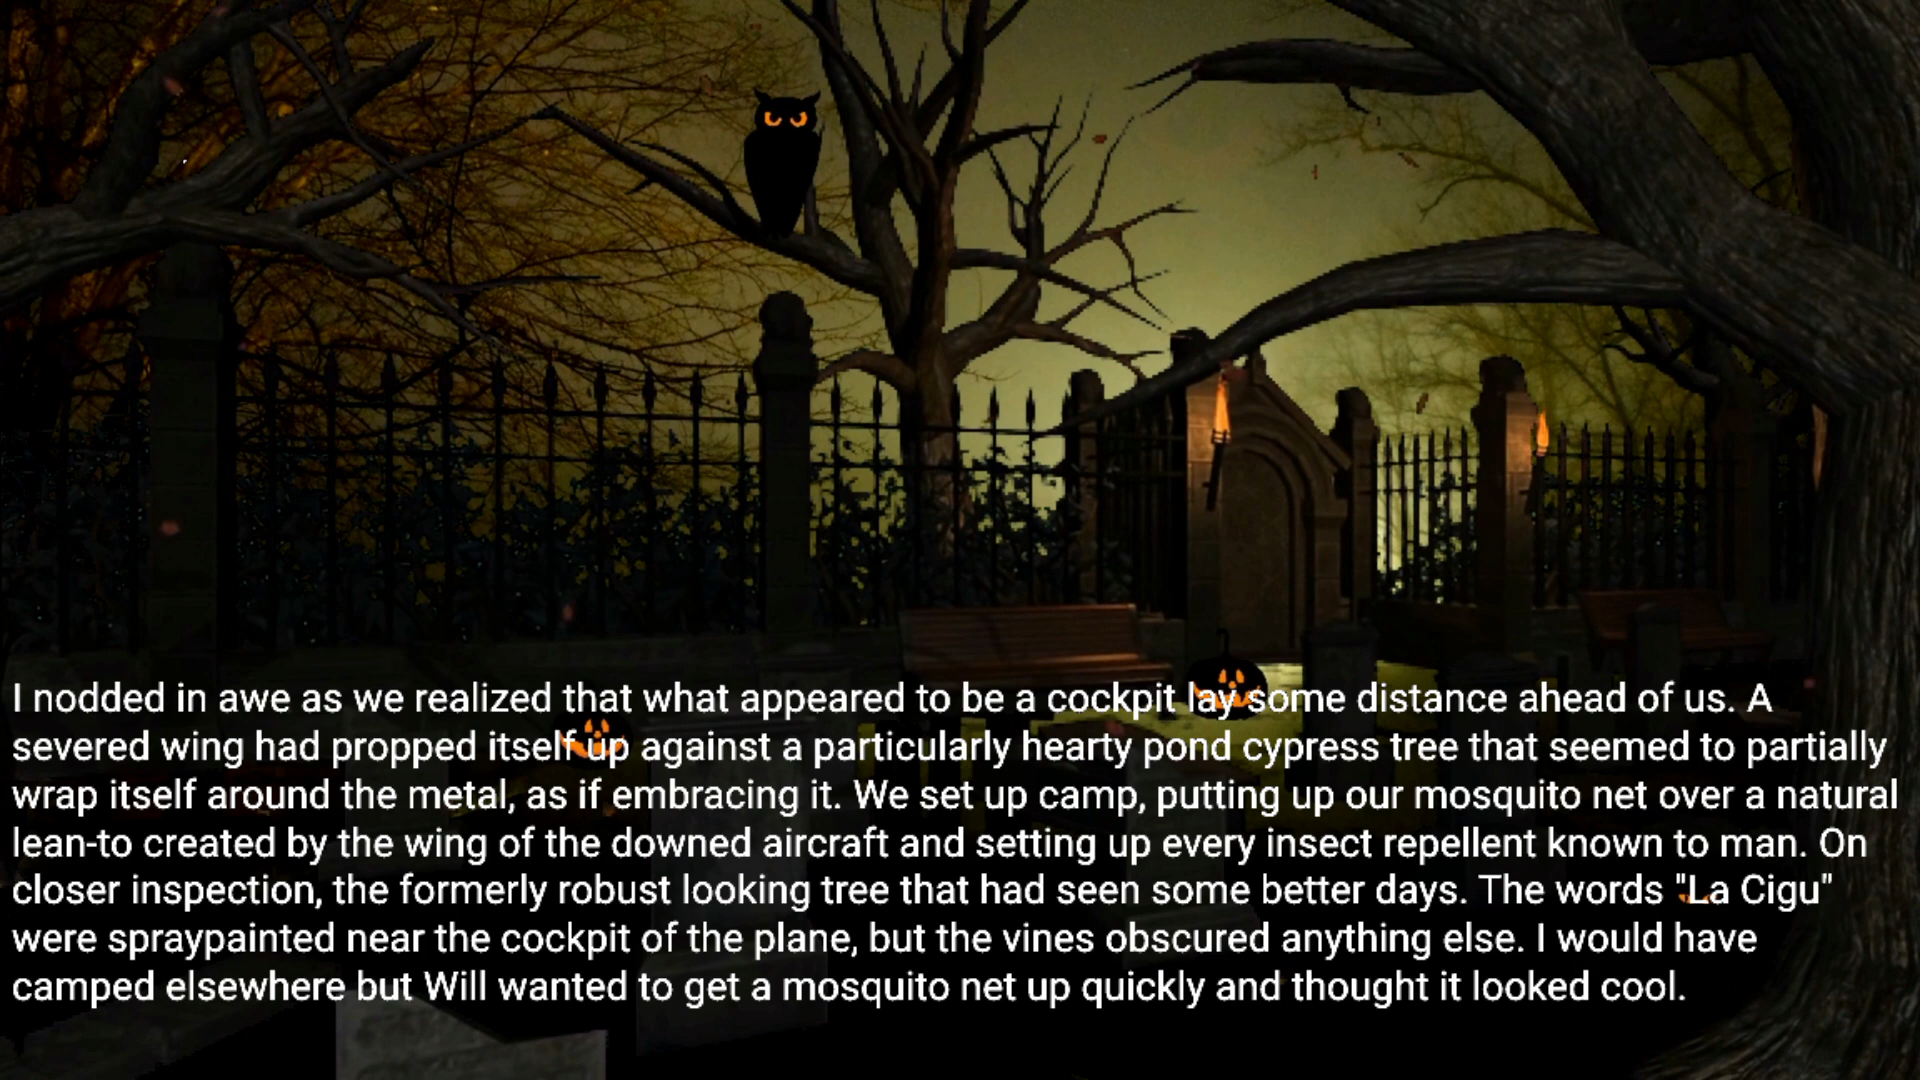 I nodded in awe as we realized that what appeared to be a cockpit lay some distance ahead of us. A
severed wing had propped itself up against a particularly hearty pond cypress tree that seemed to partially
wrap itself around the metal, as if embracing it. We set up camp, putting up our mosquito net over a natural
lean-to created by the wing of the downed aircraft and setting up every insect repellent known to man. On
closer inspection, the formerly robust looking tree that had seen some better days. The words "La Cigu"
were spraypainted near the cockpit of the plane, but the vines obscured anything else. I would have
camped elsewhere but Will wanted to get a mosquito net up quickly and thought it looked cool.